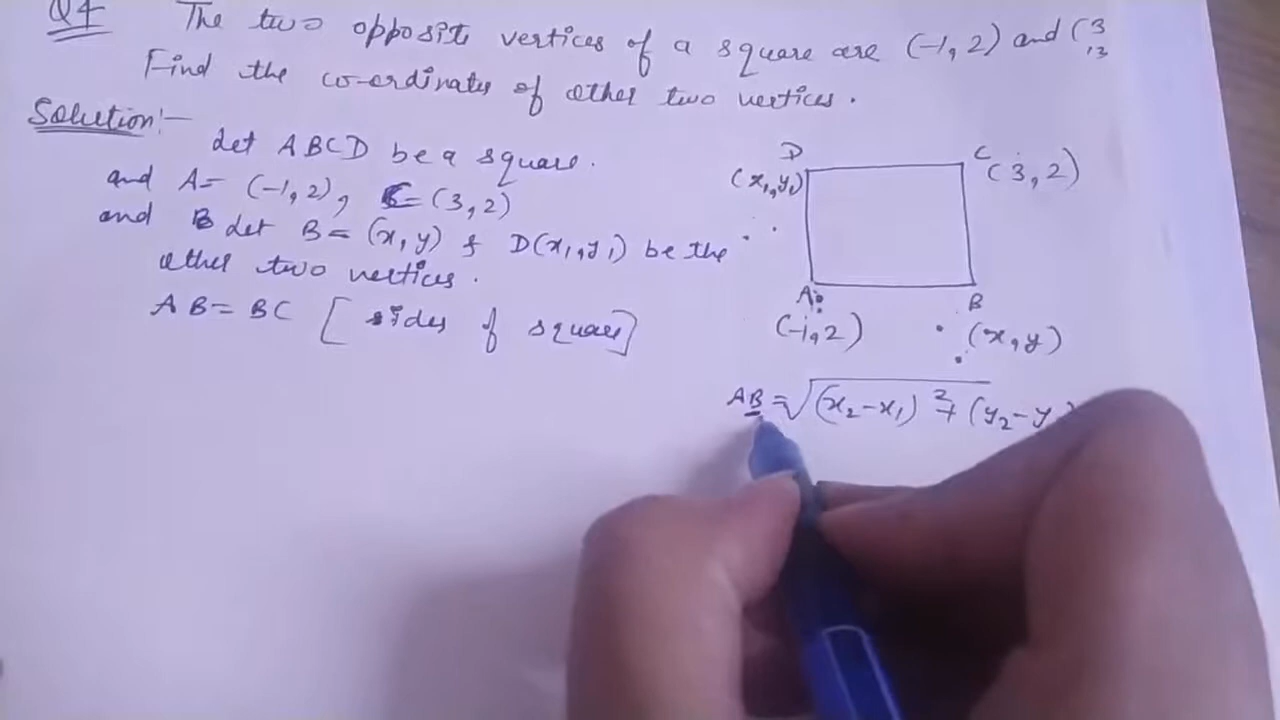 Q4 The two opposite vertices of a square are (-1, 2) and (3
Find the co-ordinates of other two vertices.
Solution:-
Let ABCD be a square.
and A = (-1, 2), C = (3, 2)
and B Let B = (x, y) & D(x₁, y₁) be the
other two vertices.
AB = BC [sides of square]
D
C
(x₁, y₁)
(3, 2)
A
B
(-1, 2)
(x, y)
AB = √(x₂-x₁)² + (y₂-y